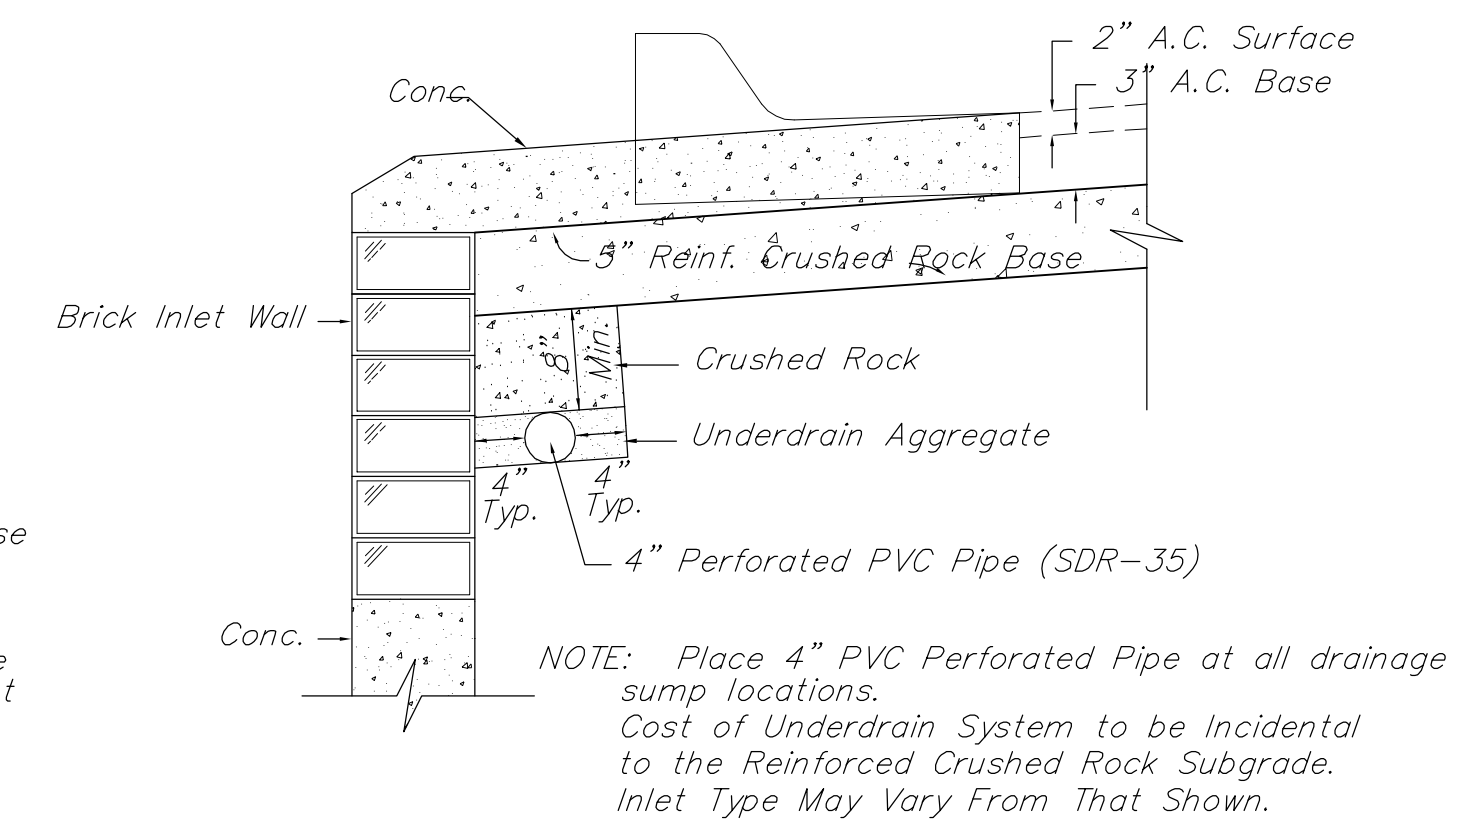 2" A.C. Surface
3" A.C. Base
Conc.
5" Reinf. Crushed Rock Base
Brick Inlet Wall
8" Min.
Crushed Rock
Underdrain Aggregate
4" Typ.
4" Typ.
4" Perforated PVC Pipe (SDR-35)
Conc.
NOTE: Place 4" PVC Perforated Pipe at all drainage
sump locations.
Cost of Underdrain System to be Incidental
to the Reinforced Crushed Rock Subgrade.
Inlet Type May Vary From That Shown.